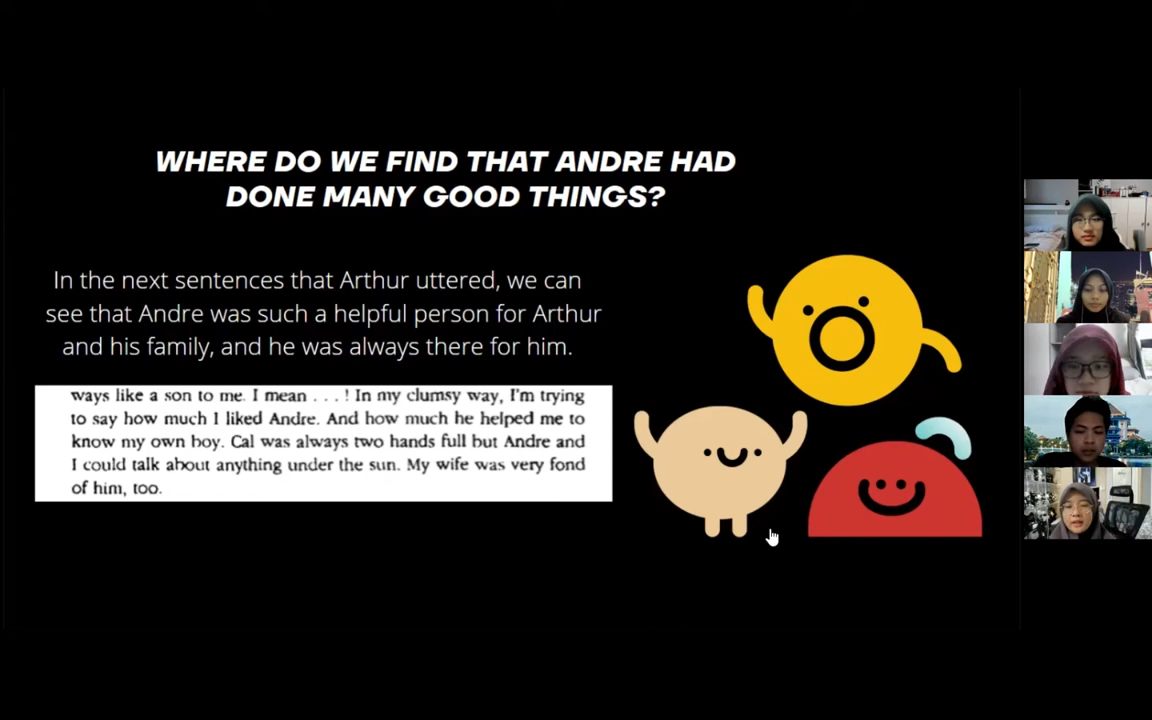 WHERE DO WE FIND THAT ANDRE HAD
DONE MANY GOOD THINGS?
In the next sentences that Arthur uttered, we can
see that Andre was such a helpful person for Arthur
and his family, and he was always there for him.
ways like a son to me. I mean . . . ! In my clumsy way, I'm trying
to say how much I liked Andre. And how much he helped me to
know my own boy. Cal was always two hands full but Andre and
I could talk about anything under the sun. My wife was very fond
of him, too.